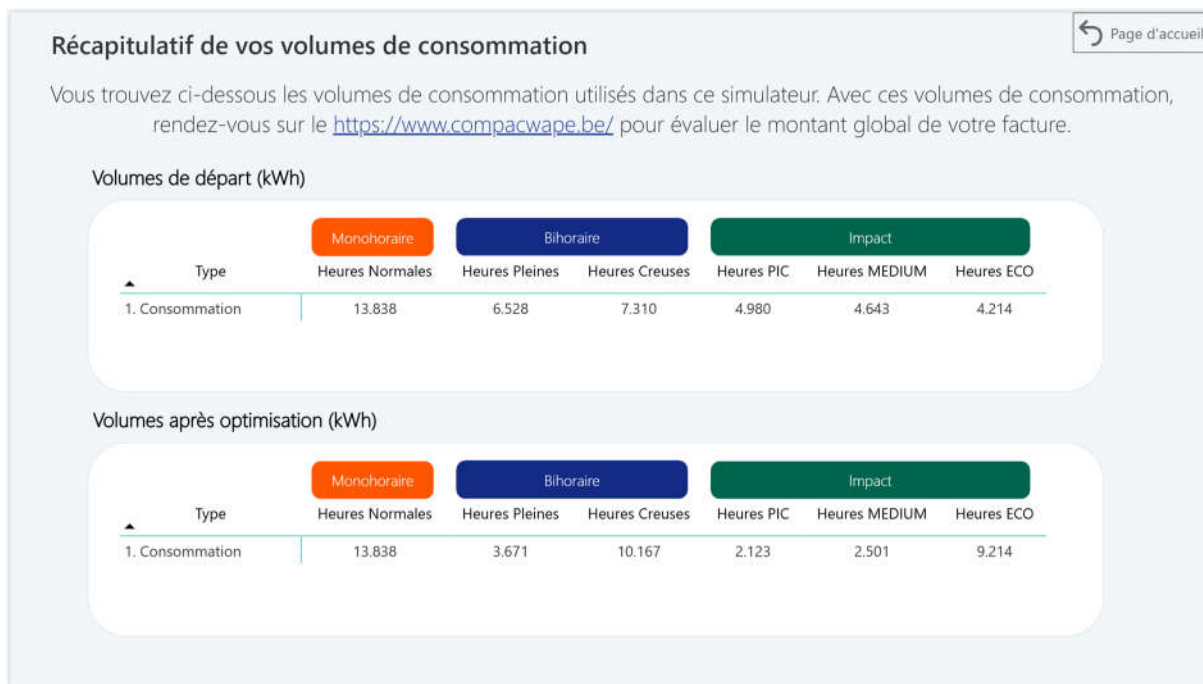 Récapitulatif de vos volumes de consommation
Page d'accueil
Vous trouvez ci-dessous les volumes de consommation utilisés dans ce simulateur. Avec ces volumes de consommation,
rendez-vous sur le https://www.compacwape.be/ pour évaluer le montant global de votre facture.
Volumes de départ (kWh)
Monohoraire Bihoraire Impact
Type Heures Normales Heures Pleines Heures Creuses Heures PIC Heures MEDIUM Heures ECO
1. Consommation 13.838 6.528 7.310 4.980 4.643 4.214
Volumes après optimisation (kWh)
Monohoraire Bihoraire Impact
Type Heures Normales Heures Pleines Heures Creuses Heures PIC Heures MEDIUM Heures ECO
1. Consommation 13.838 3.671 10.167 2.123 2.501 9.214